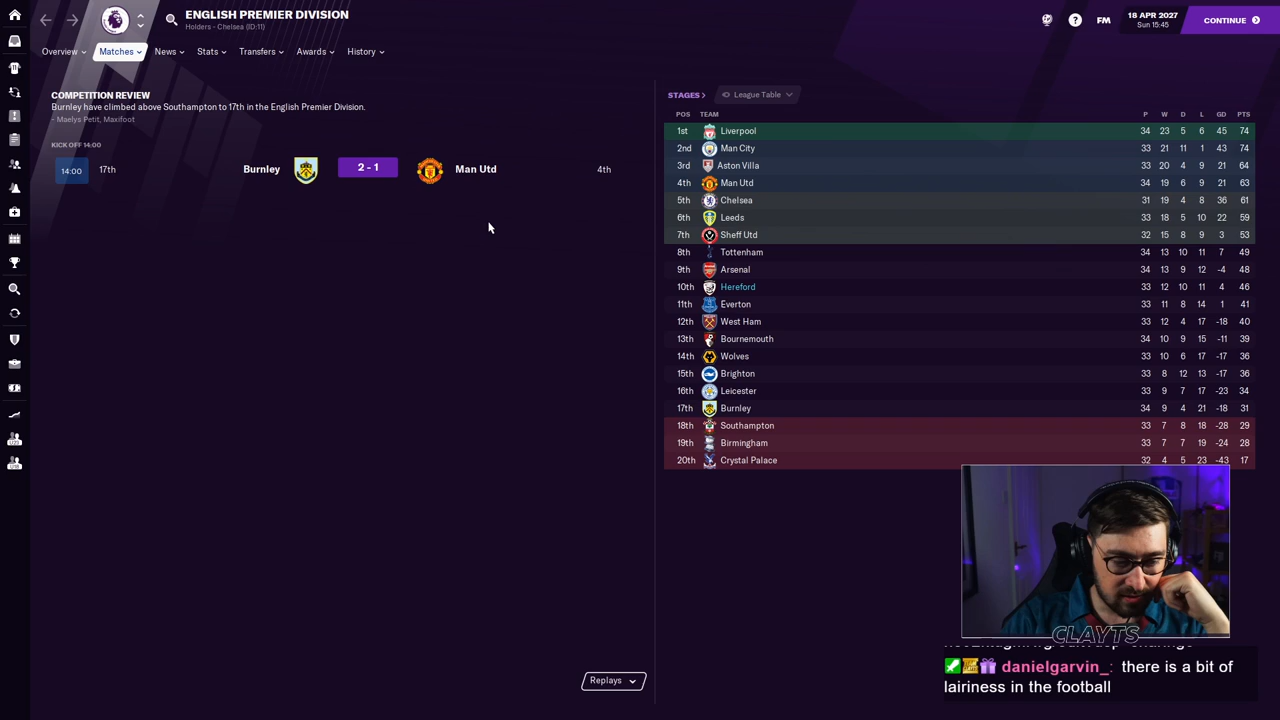 ENGLISH PREMIER DIVISION
Holders - Chelsea (ID:11)
FM
18 APR 2027
Sun 15:45
CONTINUE
Overview
Matches
News
Stats
Transfers
Awards
History
COMPETITION REVIEW
Burnley have climbed above Southampton to 17th in the English Premier Division.
- Maelys Petit, Maxifoot
KICK OFF 14:00
14:00 17th Burnley 2 - 1 Man Utd 4th
Replays
STAGES > League Table
POS TEAM P W D L GD PTS
1st Liverpool 34 23 5 6 45 74
2nd Man City 33 21 11 1 43 74
3rd Aston Villa 33 20 4 9 21 64
4th Man Utd 34 19 6 9 21 63
5th Chelsea 31 19 4 8 36 61
6th Leeds 33 18 5 10 22 59
7th Sheff Utd 32 15 8 9 3 53
8th Tottenham 34 13 10 11 7 49
9th Arsenal 34 13 9 12 -4 48
10th Hereford 33 12 10 11 4 46
11th Everton 33 11 8 14 1 41
12th West Ham 33 12 4 17 -18 40
13th Bournemouth 34 10 9 15 -11 39
14th Wolves 33 10 6 17 -17 36
15th Brighton 33 8 12 13 -17 36
16th Leicester 33 9 7 17 -23 34
17th Burnley 34 9 4 21 -18 31
18th Southampton 33 7 8 18 -28 29
19th Birmingham 33 7 7 19 -24 28
20th Crystal Palace 32 4 5 23 -43 17
CLAYTS
danielgarvin_: there is a bit of
lairiness in the football